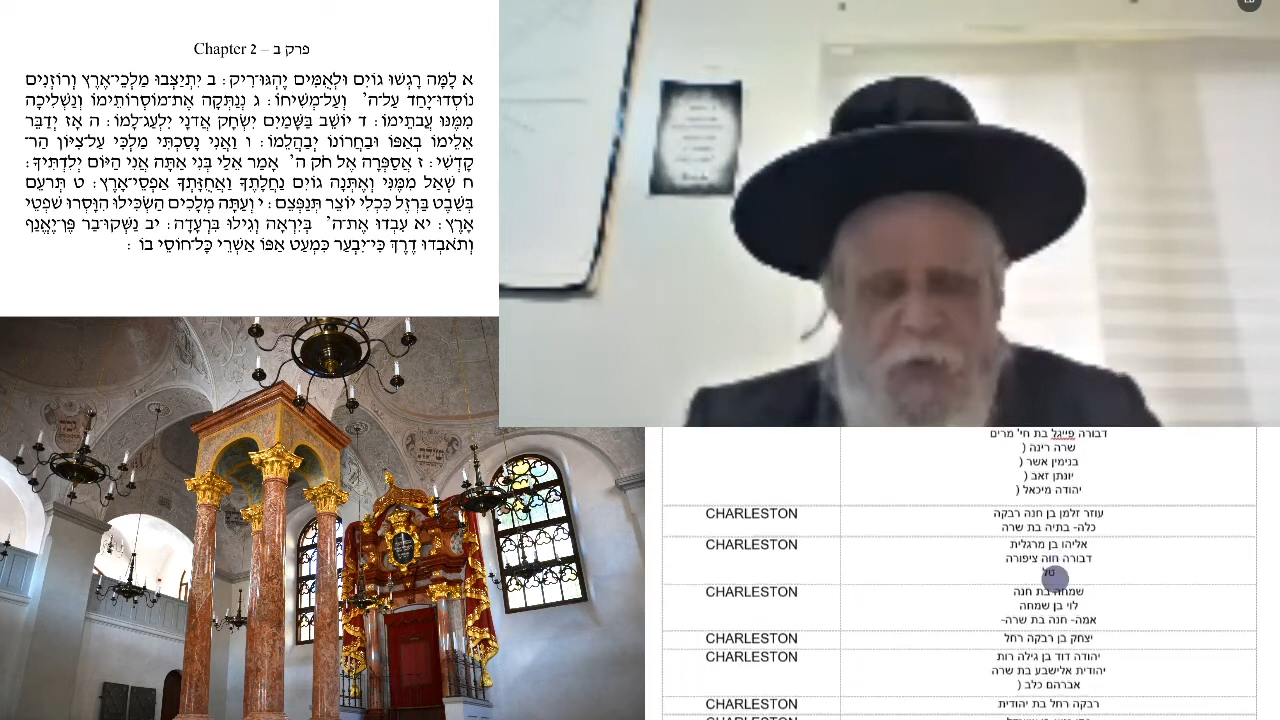 Chapter 2 – פרק ב
א לָמָּה רָגְשׁוּ גוֹיִם וּלְאֻמִּים יֶהְגּוּ־רִיק: ב יִתְיַצְּבוּ מַלְכֵי־אֶרֶץ וְרוֹזְנִים
נוֹסְדוּ־יָחַד עַל־ה' וְעַל־מְשִׁיחוֹ: ג נְנַתְּקָה אֶת־מוֹסְרוֹתֵימוֹ וְנַשְׁלִיכָה
מִמֶּנּוּ עֲבֹתֵימוֹ: ד יוֹשֵׁב בַּשָּׁמַיִם יִשְׂחָק אֲדֹנָי יִלְעַג־לָמוֹ: ה אָז יְדַבֵּר
אֵלֵימוֹ בְאַפּוֹ וּבַחֲרוֹנוֹ יְבַהֲלֵמוֹ: ו וַאֲנִי נָסַכְתִּי מַלְכִּי עַל־צִיּוֹן הַר־
קָדְשִׁי: ז אֲסַפְּרָה אֶל חֹק ה' אָמַר אֵלַי בְּנִי אַתָּה אֲנִי הַיּוֹם יְלִדְתִּיךָ:
ח שְׁאַל מִמֶּנִּי וְאֶתְּנָה גוֹיִם נַחֲלָתֶךָ וַאֲחֻזָּתְךָ אַפְסֵי־אָרֶץ: ט תְּרֹעֵם
בְּשֵׁבֶט בַּרְזֶל כִּכְלִי יוֹצֵר תְּנַפְּצֵם: י וְעַתָּה מְלָכִים הַשְׂכִּילוּ הִוָּסְרוּ שֹׁפְטֵי
אָרֶץ: יא עִבְדוּ אֶת־ה' בְּיִרְאָה וְגִילוּ בִּרְעָדָה: יב נַשְּׁקוּ־בַר פֶּן־יֶאֱנַף
וְתֹאבְדוּ דֶרֶךְ כִּי־יִבְעַר כִּמְעַט אַפּוֹ אַשְׁרֵי כָּל־חוֹסֵי בוֹ:
דבורה פייגל בת חי' מרים
שרה רינה (
בנימין אשר (
יונתן זאב (
יהודה מיכאל (
CHARLESTON
עוזר זלמן בן חנה רבקה
כלה- בתיה בת שרה
CHARLESTON
אליהו בן מרגלית
דבורה חוה ציפורה
טל
CHARLESTON
שמחה בת חנה
לוי בן שמחה
אמה- חנה בת שרה-
CHARLESTON
יצחק בן רבקה רחל
CHARLESTON
יהודה דוד בן גילה רות
יהודית אלישבע בת שרה
אברהם כלב (
CHARLESTON
רבקה רחל בת יהודית